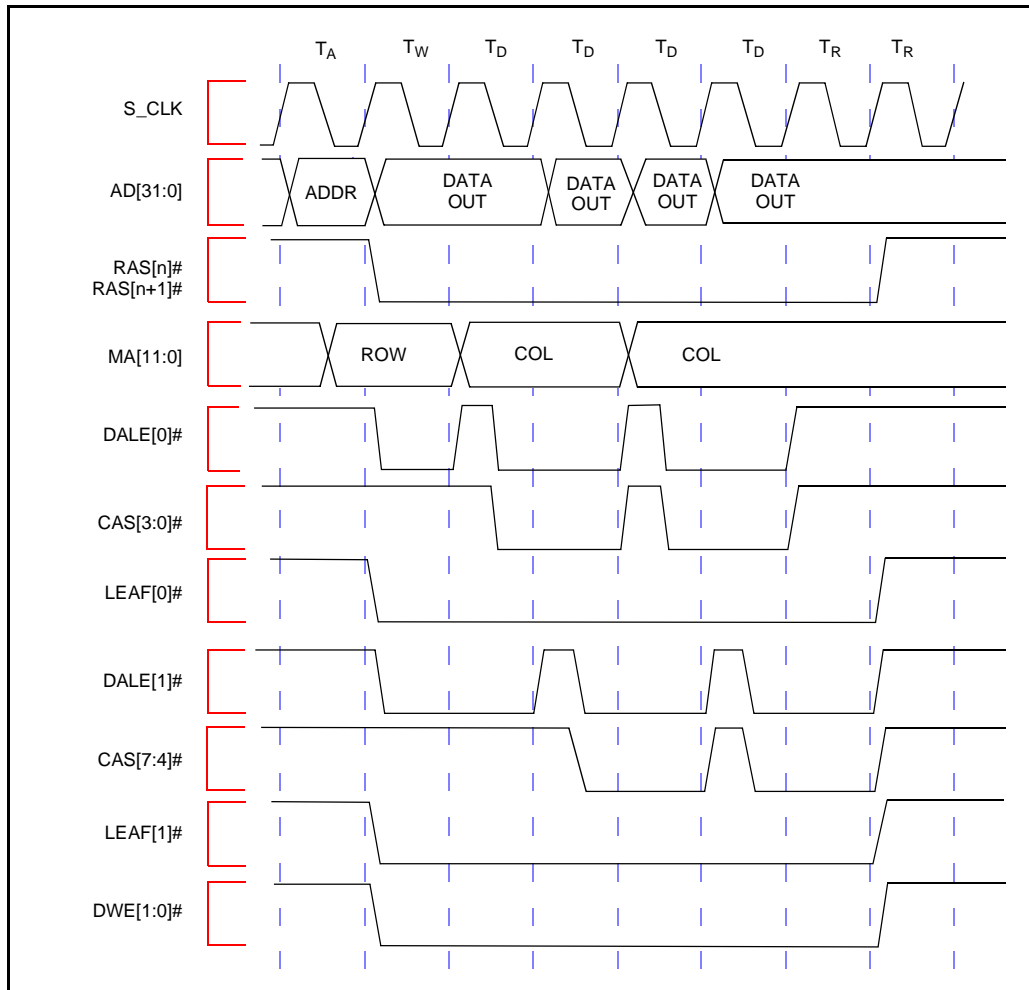 TA TW TD TD TD TD TR TR
S_CLK
AD[31:0]
ADDR
DATA
OUT
DATA
OUT
DATA
OUT
DATA
OUT
RAS[n]#
RAS[n+1]#
MA[11:0]
ROW
COL
COL
DALE[0]#
CAS[3:0]#
LEAF[0]#
DALE[1]#
CAS[7:4]#
LEAF[1]#
DWE[1:0]#